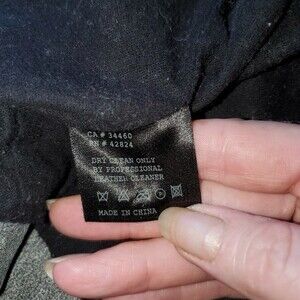 CA # 34460
RN # 42824
DRY CLEAN ONLY
BY PROFESSIONAL
LEATHER CLEANER
MADE IN CHINA